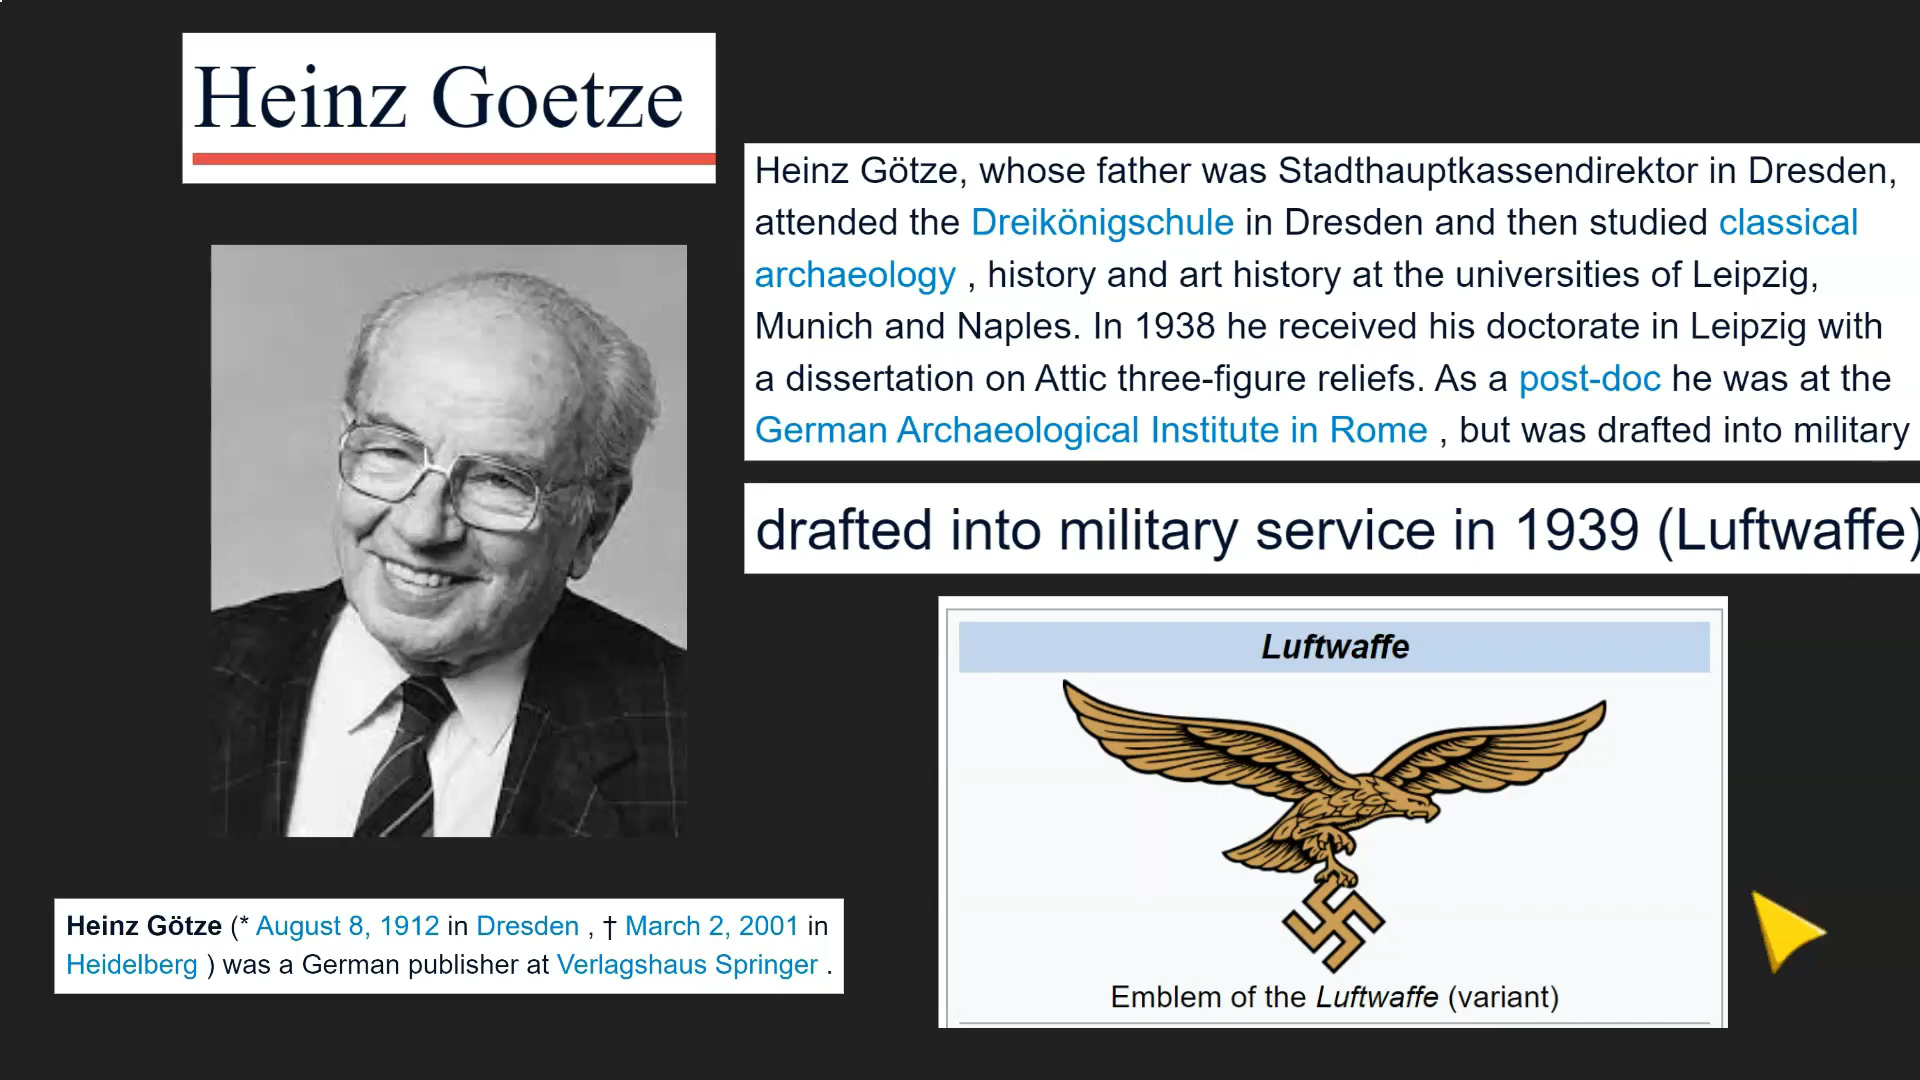 Heinz Goetze
Heinz Götze, whose father was Stadthauptkassendirektor in Dresden,
attended the Dreikönigschule in Dresden and then studied classical
archaeology , history and art history at the universities of Leipzig,
Munich and Naples. In 1938 he received his doctorate in Leipzig with
a dissertation on Attic three-figure reliefs. As a post-doc he was at the
German Archaeological Institute in Rome , but was drafted into military
drafted into military service in 1939 (Luftwaffe)
Luftwaffe
Emblem of the Luftwaffe (variant)
Heinz Götze (* August 8, 1912 in Dresden , † March 2, 2001 in
Heidelberg ) was a German publisher at Verlagshaus Springer .